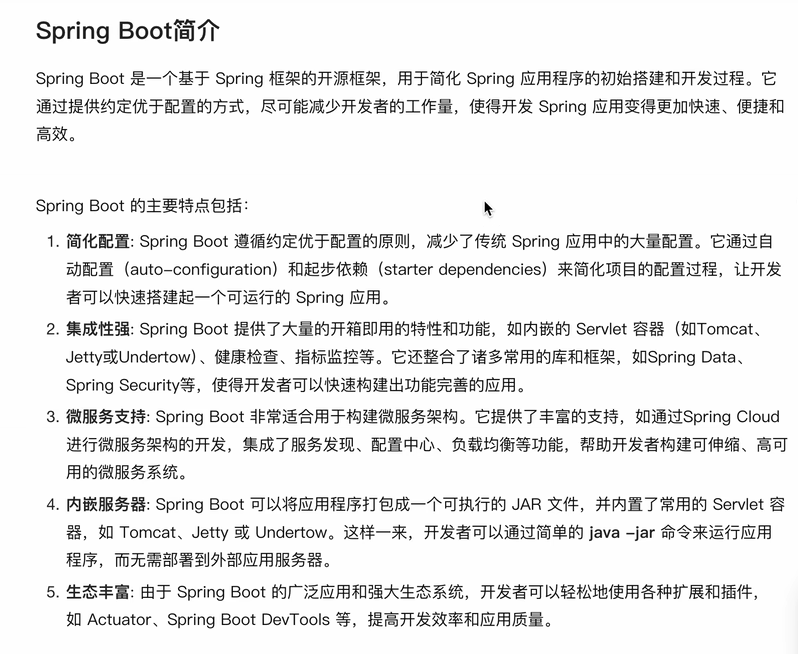 Spring Boot简介
Spring Boot 是一个基于 Spring 框架的开源框架，用于简化 Spring 应用程序的初始搭建和开发过程。它
通过提供约定优于配置的方式，尽可能减少开发者的工作量，使得开发 Spring 应用变得更加快速、便捷和
高效。
Spring Boot 的主要特点包括：
1. 简化配置: Spring Boot 遵循约定优于配置的原则，减少了传统 Spring 应用中的大量配置。它通过自
动配置（auto-configuration）和起步依赖（starter dependencies）来简化项目的配置过程，让开发
者可以快速搭建起一个可运行的 Spring 应用。
2. 集成性强: Spring Boot 提供了大量的开箱即用的特性和功能，如内嵌的 Servlet 容器（如Tomcat、
Jetty或Undertow）、健康检查、指标监控等。它还整合了诸多常用的库和框架，如Spring Data、
Spring Security等，使得开发者可以快速构建出功能完善的应用。
3. 微服务支持: Spring Boot 非常适合用于构建微服务架构。它提供了丰富的支持，如通过Spring Cloud
进行微服务架构的开发，集成了服务发现、配置中心、负载均衡等功能，帮助开发者构建可伸缩、高可
用的微服务系统。
4. 内嵌服务器: Spring Boot 可以将应用程序打包成一个可执行的 JAR 文件，并内置了常用的 Servlet 容
器，如 Tomcat、Jetty 或 Undertow。这样一来，开发者可以通过简单的 java -jar 命令来运行应用
程序，而无需部署到外部应用服务器。
5. 生态丰富: 由于 Spring Boot 的广泛应用和强大生态系统，开发者可以轻松地使用各种扩展和插件，
如 Actuator、Spring Boot DevTools 等，提高开发效率和应用质量。